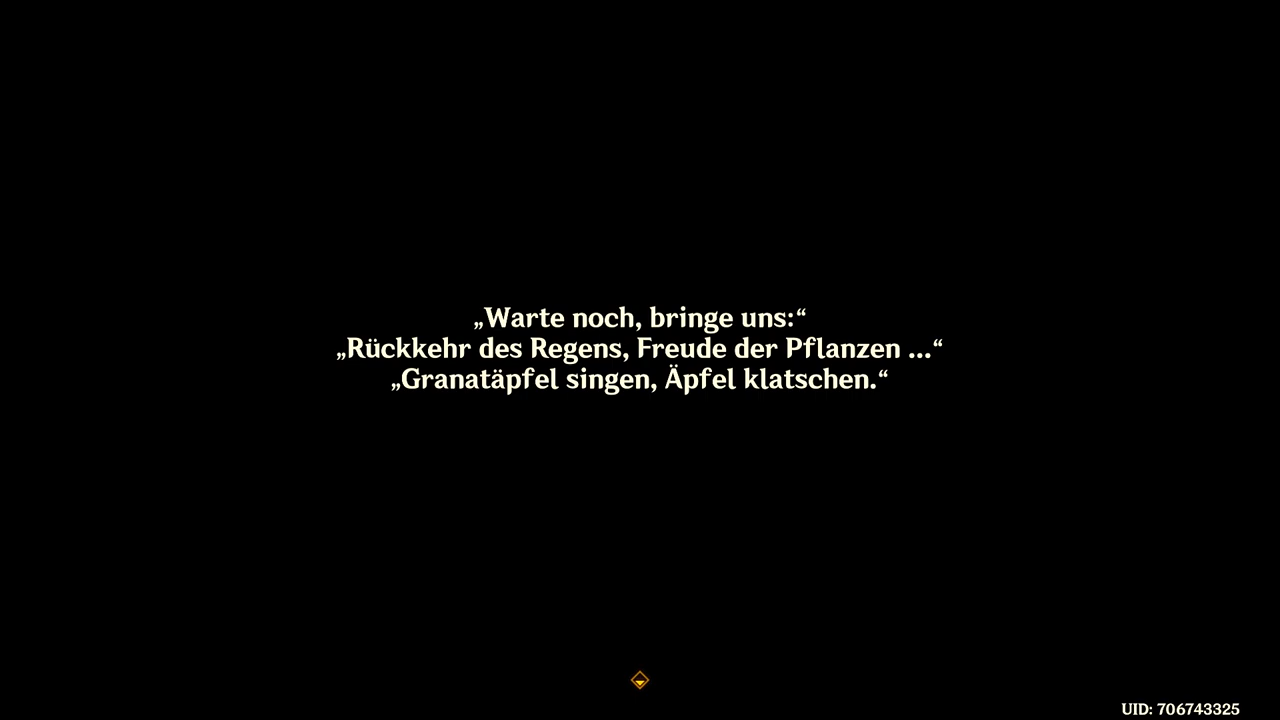 „Warte noch, bringe uns:“
„Rückkehr des Regens, Freude der Pflanzen ...“
„Granatäpfel singen, Äpfel klatschen.“
UID: 706743325